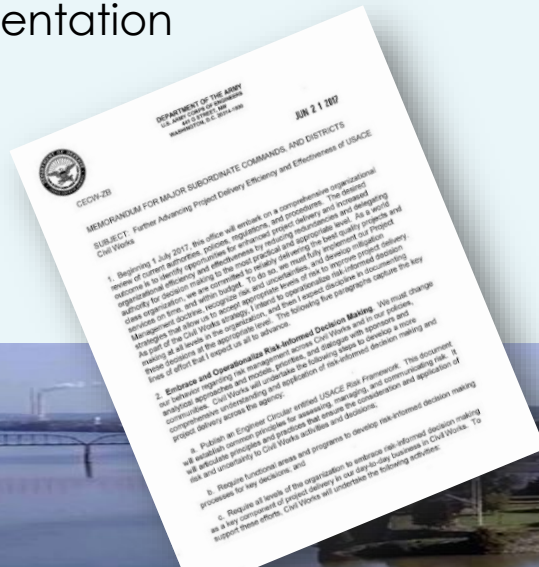 entation
DEPARTMENT OF THE ARMY
U.S. ARMY CORPS OF ENGINEERS
441 G STREET, NW
WASHINGTON, D.C. 20314-1000
JUN 21 2017
CECW-ZB
MEMORANDUM FOR MAJOR SUBORDINATE COMMANDS, AND DISTRICTS
SUBJECT: Further Advancing Project Delivery Efficiency and Effectiveness of USACE
Civil Works
1. Beginning 1 July 2017, this office will embark on a comprehensive organizational
review of current authorities, policies, regulations, and procedures. The desired
outcome is to identify opportunities for enhanced project delivery and increased
organizational efficiency and effectiveness by reducing redundancies and delegating
authority for decision making to the most practical and appropriate level. As a world
class organization, we are committed to reliably delivering the best quality projects and
services on time, and within budget. To do so, we must fully implement our Project
Management doctrine, recognize risk and uncertainties, and develop mitigation
strategies that allow us to accept appropriate levels of risk to improve project delivery.
As part of the Civil Works strategy, I intend to operationalize risk-informed decision
making at all levels in the organization, and then I expect discipline in documenting
these decisions at the appropriate level. The following five paragraphs capture the key
lines of effort that I expect us all to advance.
2. Embrace and Operationalize Risk-Informed Decision Making. We must change
our behavior regarding risk management across Civil Works and in our policies,
analytical approaches and methods, priorities, and dialogue with sponsors and
communities. Civil Works will undertake the following steps to develop a more
comprehensive understanding and application of risk-informed decision making and
project delivery across the agency:
a. Publish an Engineer Circular entitled USACE Risk Framework. This document
will establish common principles for assessing, managing, and communicating risk. It
will articulate principles and practices that ensure the consideration and application of
risk and uncertainty to Civil Works activities and decisions;
b. Require functional areas and programs to develop risk-informed decision making
processes for key decisions; and
c. Require all levels of the organization to embrace risk-informed decision making
as a key component of project delivery in our day-to-day business in Civil Works. To
support these efforts, Civil Works will undertake the following activities: